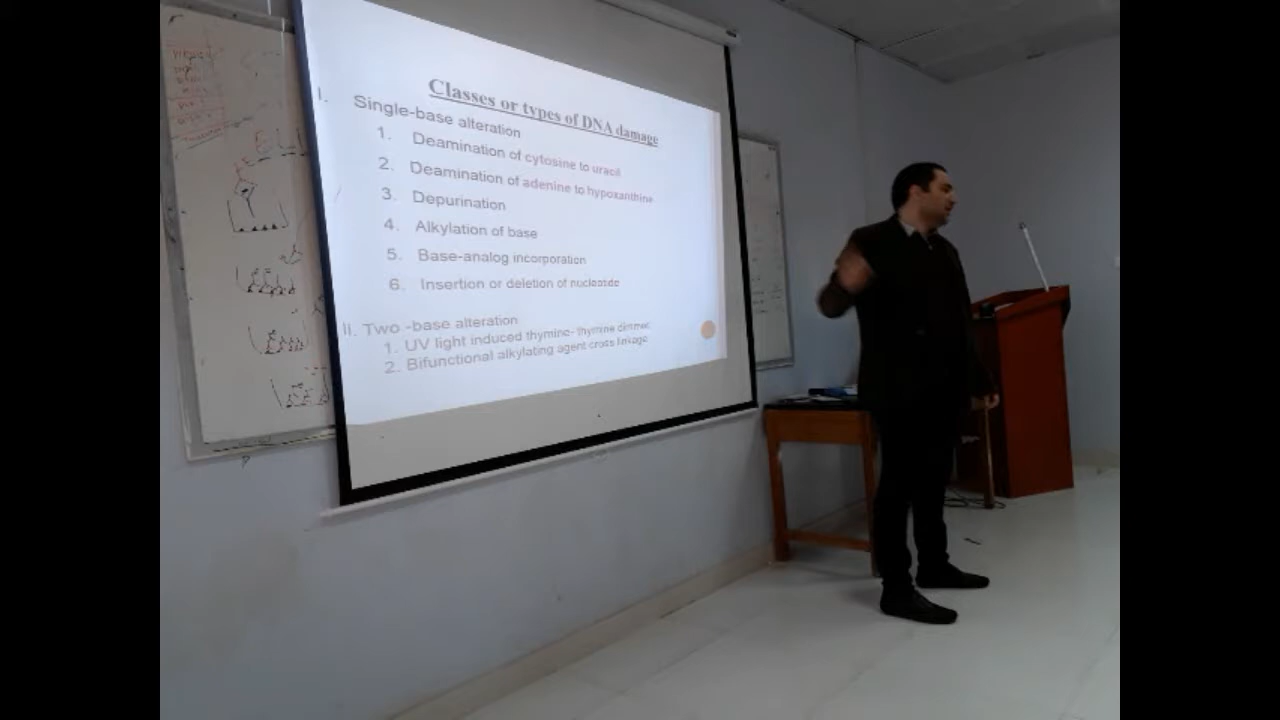 Classes or types of DNA damage
I. Single-base alteration
1. Deamination of cytosine to uracil
2. Deamination of adenine to hypoxanthine
3. Depurination
4. Alkylation of base
5. Base-analog incorporation
6. Insertion or deletion of nucleotide
II. Two -base alteration
1. UV light induced thymine- thymine dimmer
2. Bifunctional alkylating agent cross linkage